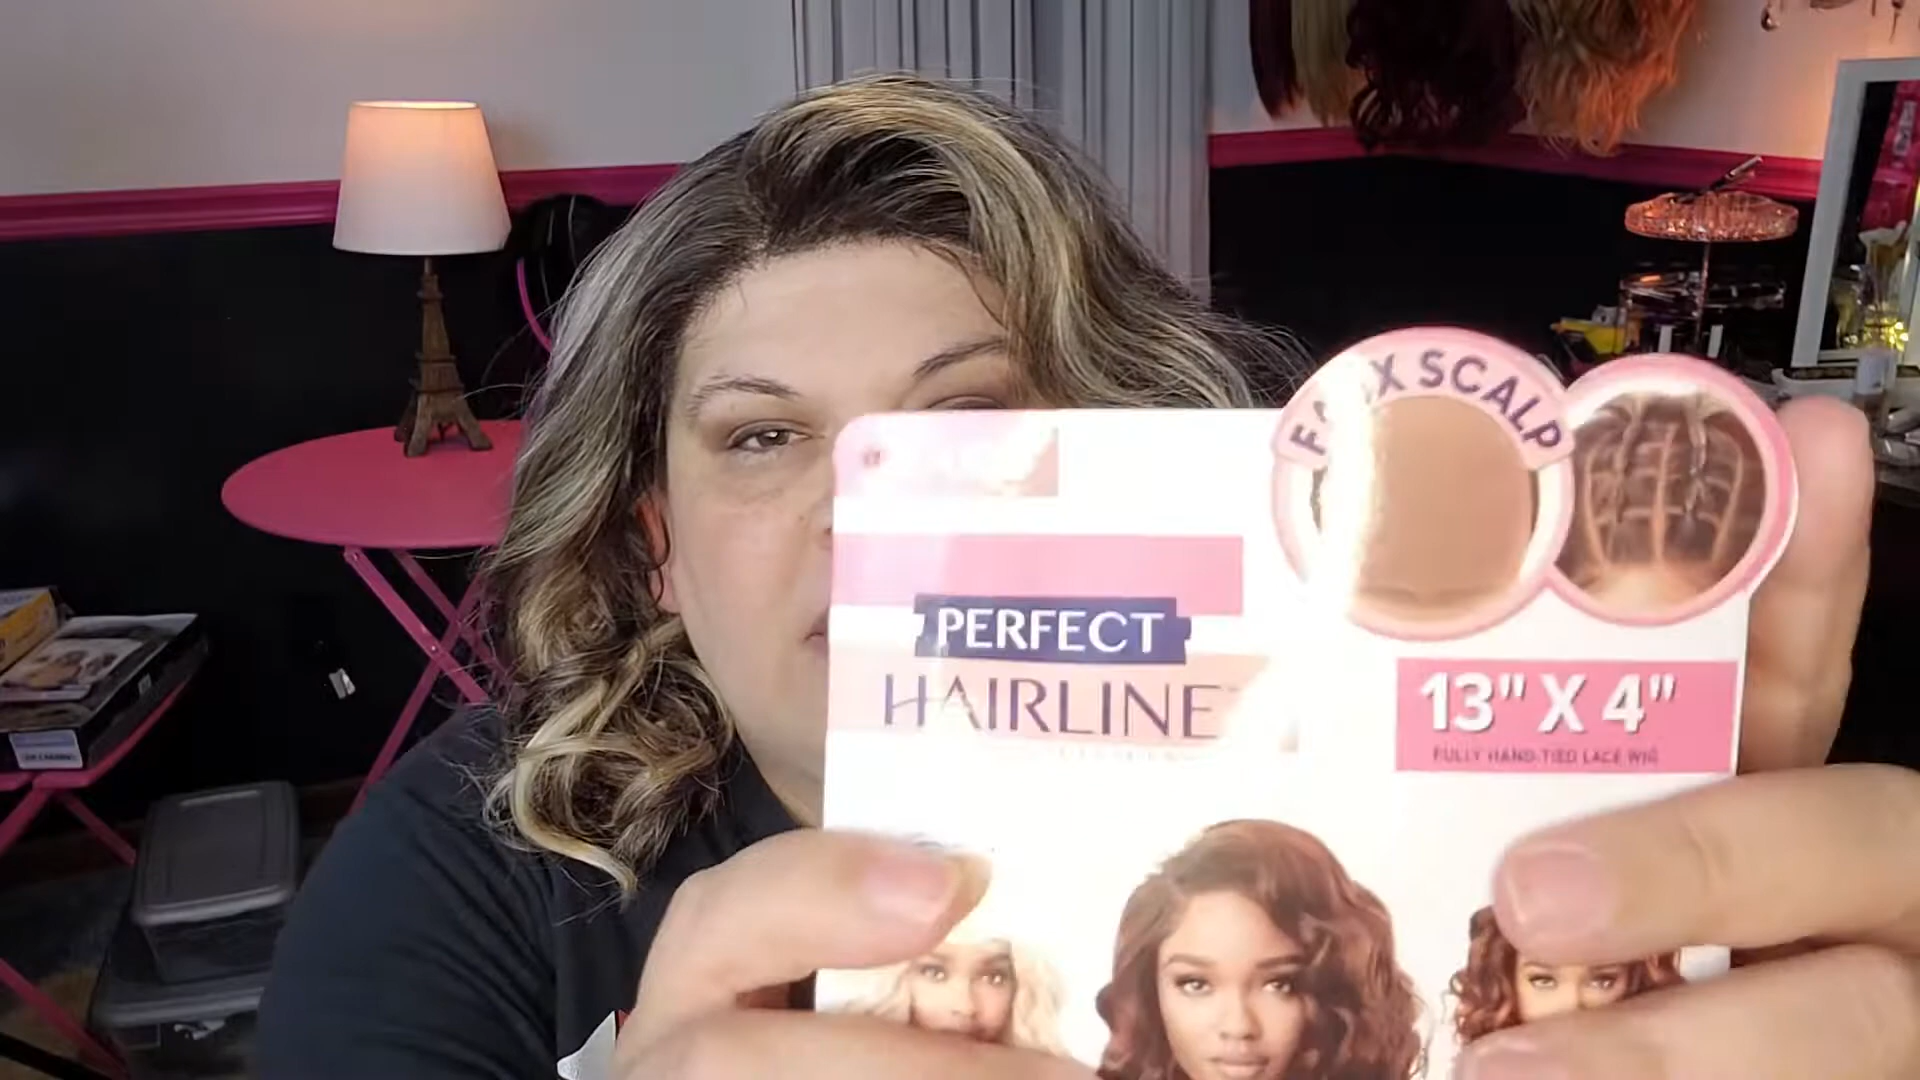 FAUX SCALP
PERFECT
HAIRLINE
13" X 4"
FULLY HAND-TIED LACE WIG